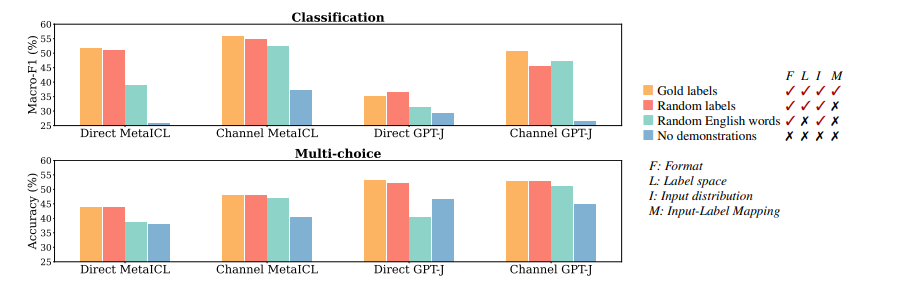 Classification
Macro-F1 (%)
60
55
50
45
40
35
30
25
Direct MetaICL Channel MetaICL Direct GPT-J Channel GPT-J
Multi-choice
Accuracy (%)
60
55
50
45
40
35
30
25
Direct MetaICL Channel MetaICL Direct GPT-J Channel GPT-J
F L I M
Gold labels ✓ ✓ ✓ ✓
Random labels ✓ ✓ ✓ ✗
Random English words ✓ ✗ ✓ ✗
No demonstrations ✗ ✗ ✗ ✗
F: Format
L: Label space
I: Input distribution
M: Input-Label Mapping